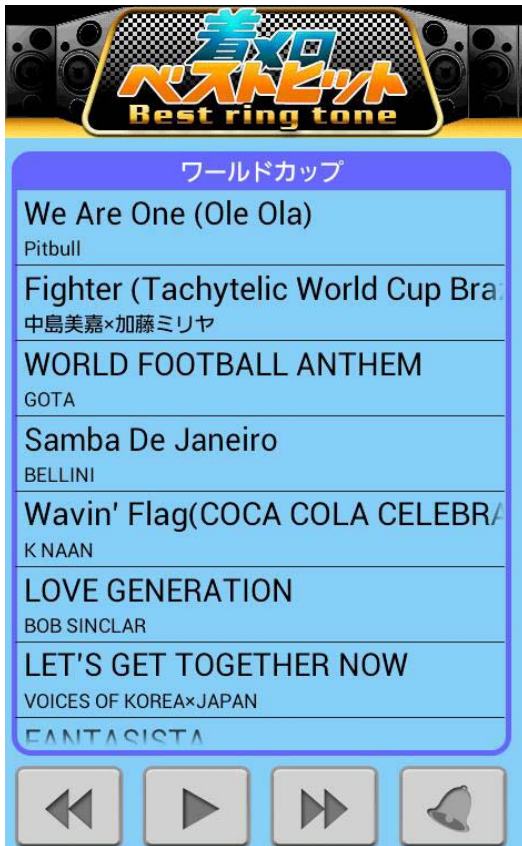 着メロ
ベストヒット
Best ring tone
ワールドカップ
We Are One (Ole Ola)
Pitbull
Fighter (Tachytelic World Cup Bra
中島美嘉×加藤ミリヤ
WORLD FOOTBALL ANTHEM
GOTA
Samba De Janeiro
BELLINI
Wavin' Flag(COCA COLA CELEBRA
K NAAN
LOVE GENERATION
BOB SINCLAR
LET'S GET TOGETHER NOW
VOICES OF KOREA×JAPAN
FANTASISTA